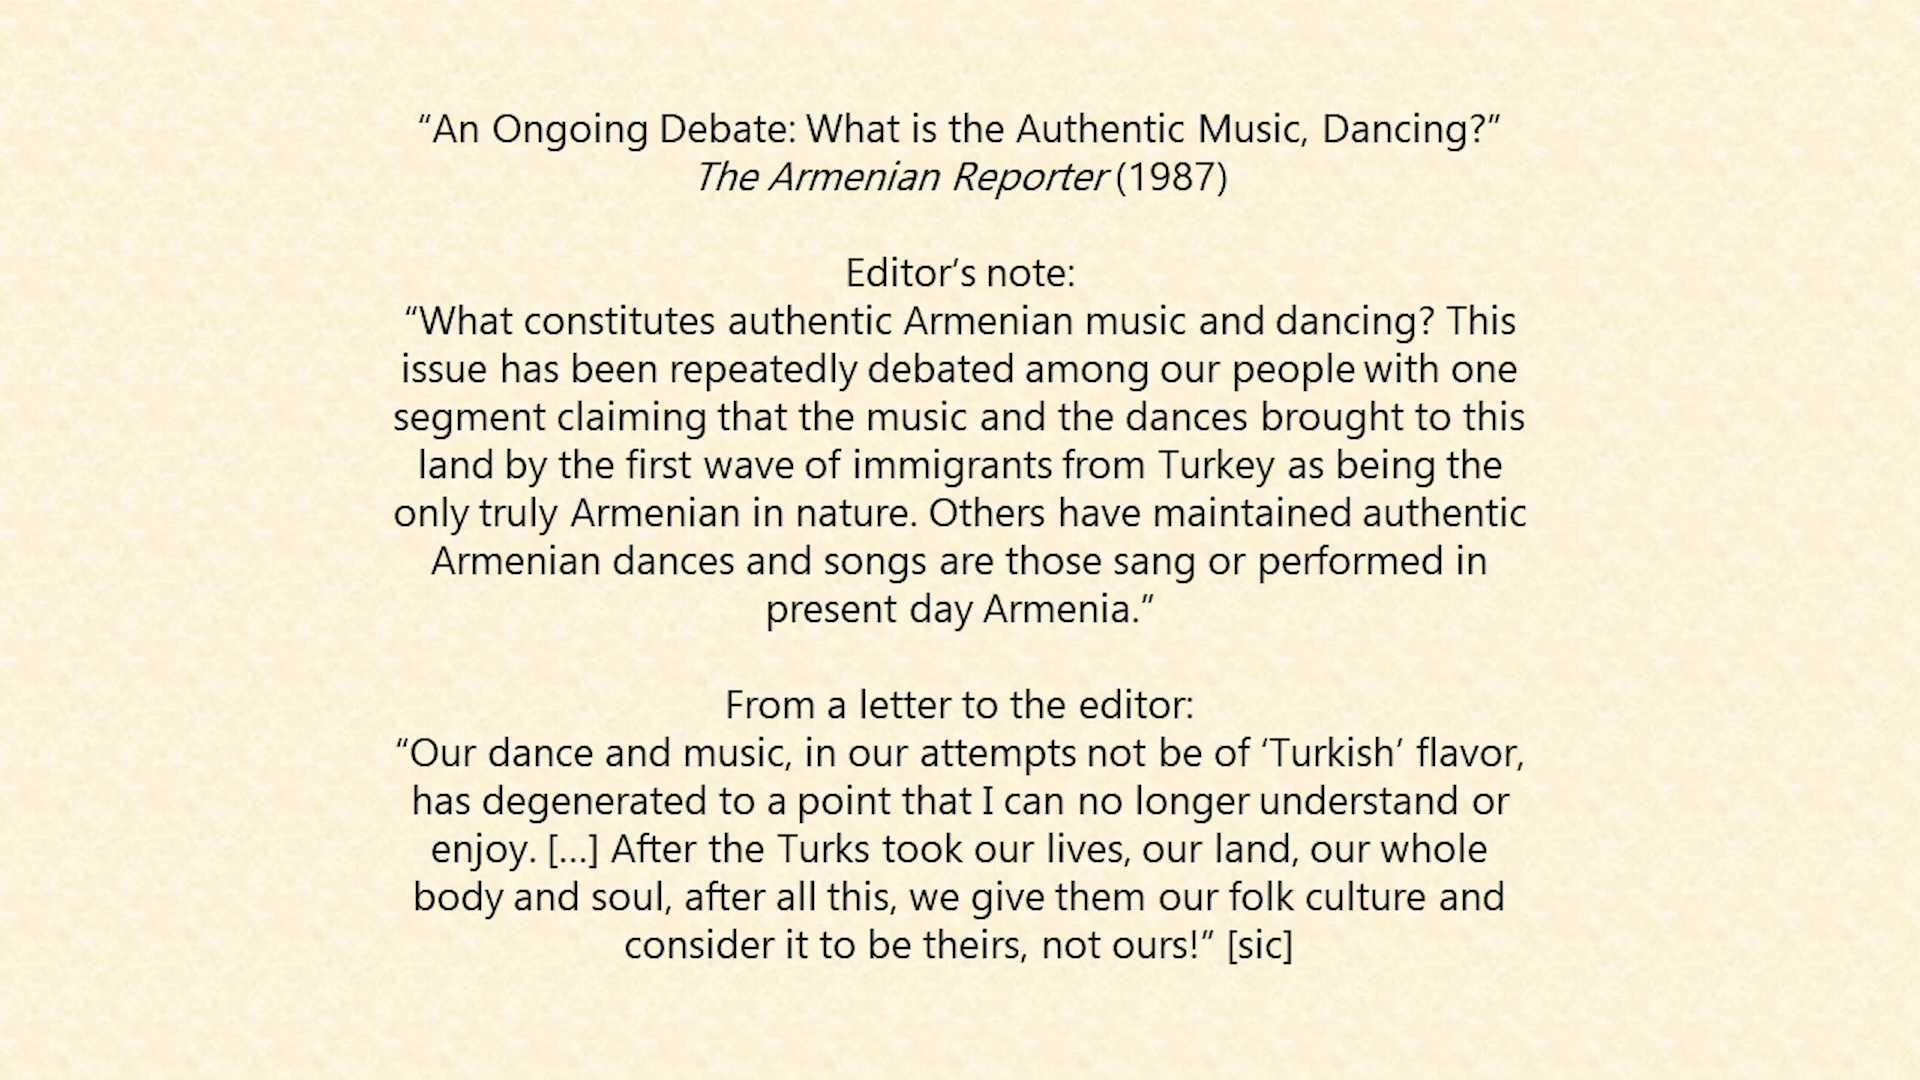 “An Ongoing Debate: What is the Authentic Music, Dancing?”
The Armenian Reporter (1987)
Editor’s note:
“What constitutes authentic Armenian music and dancing? This
issue has been repeatedly debated among our people with one
segment claiming that the music and the dances brought to this
land by the first wave of immigrants from Turkey as being the
only truly Armenian in nature. Others have maintained authentic
Armenian dances and songs are those sang or performed in
present day Armenia.”
From a letter to the editor:
“Our dance and music, in our attempts not be of ‘Turkish’ flavor,
has degenerated to a point that I can no longer understand or
enjoy. […] After the Turks took our lives, our land, our whole
body and soul, after all this, we give them our folk culture and
consider it to be theirs, not ours!” [sic]